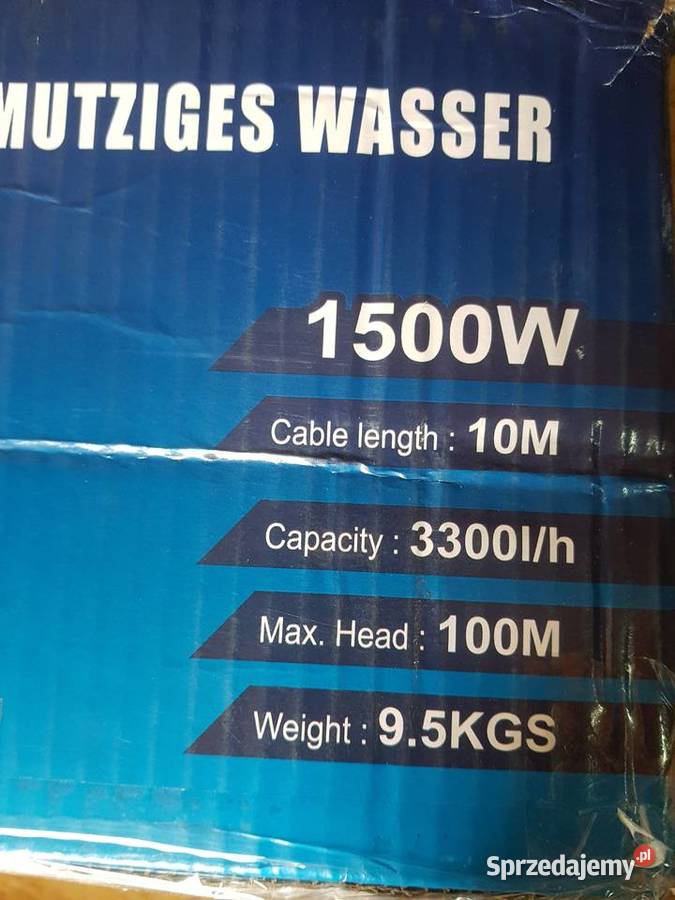 MUTZIGES WASSER
1500W
Cable length : 10M
Capacity : 3300l/h
Max. Head : 100M
Weight : 9.5KGS
Sprzedajemy.pl